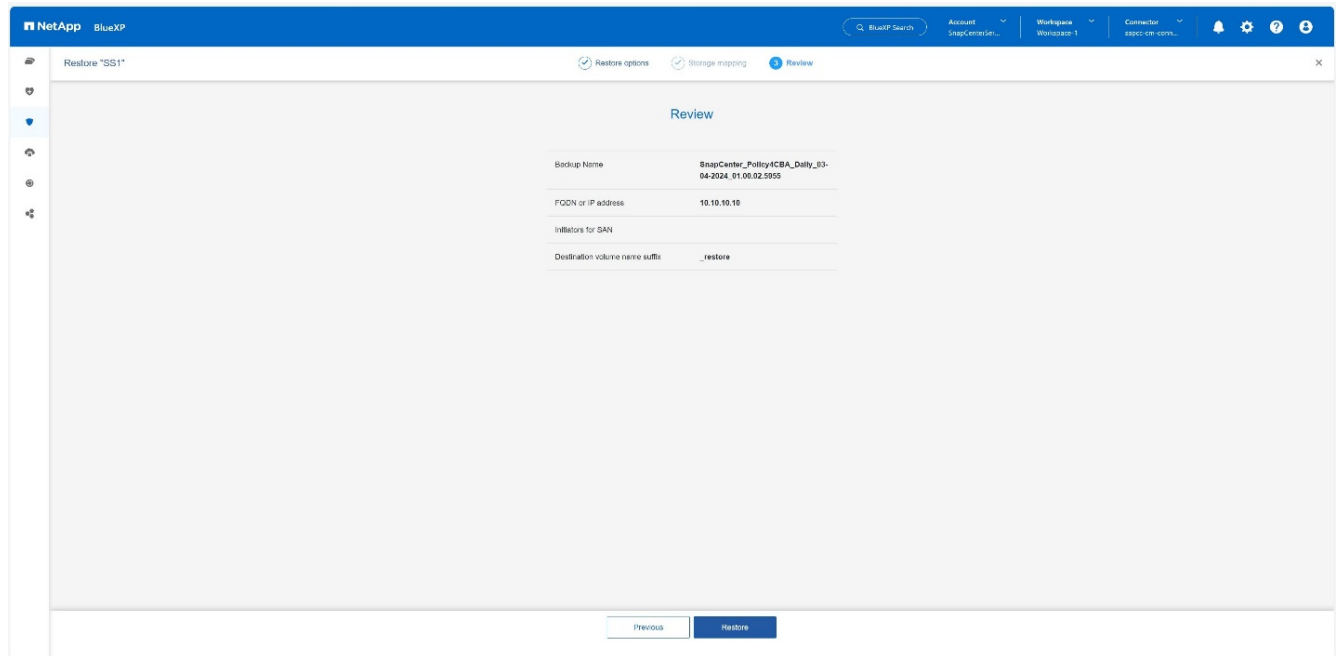 NetApp BlueXP
BlueXP Search
Account
SnapCenterSer...
Workspace
Workspace-1
Connector
sapcc-cm-conn...
Restore "SS1"
Restore options
Storage mapping
3 Review
Review
Backup Name
SnapCenter_Policy4CBA_Daily_03-
04-2024_01.00.02.5955
FQDN or IP address
10.10.10.10
Initiators for SAN
Destination volume name suffix
_restore
Previous
Restore